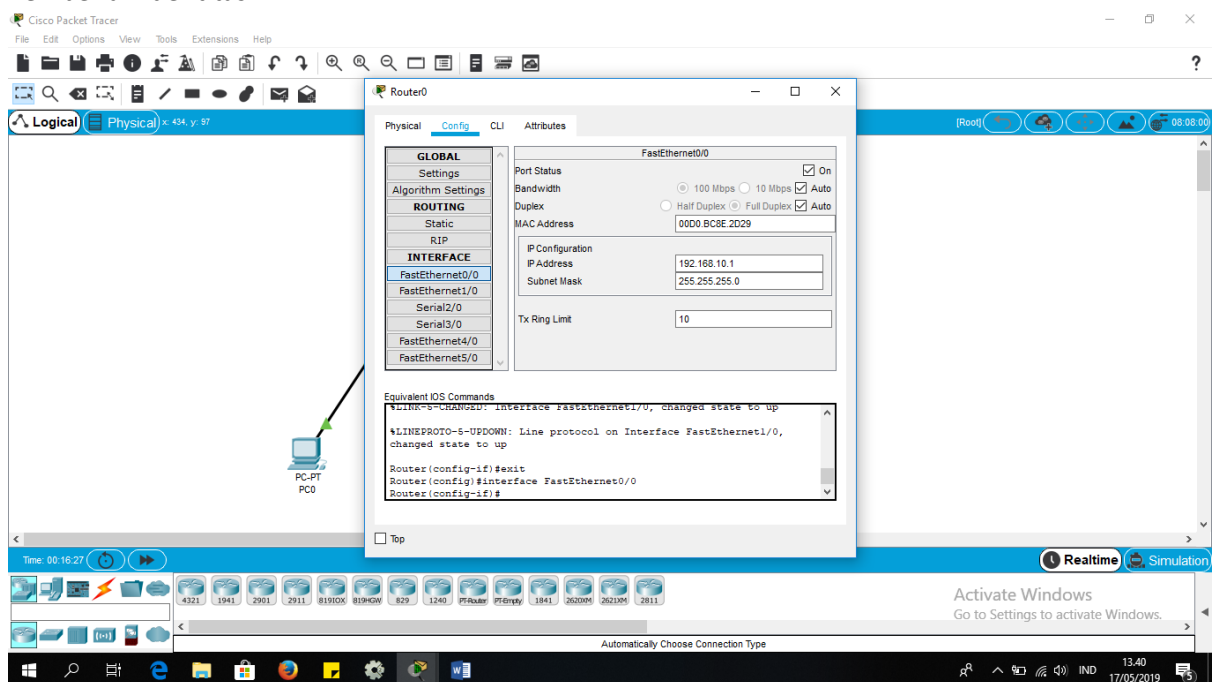 Cisco Packet Tracer
File Edit Options View Tools Extensions Help
?
Logical Physical x: 434, y: 97
[Root] 08:08:00
Router0
Physical Config CLI Attributes
GLOBAL
Settings
Algorithm Settings
ROUTING
Static
RIP
INTERFACE
FastEthernet0/0
FastEthernet1/0
Serial2/0
Serial3/0
FastEthernet4/0
FastEthernet5/0
FastEthernet0/0
Port Status On
Bandwidth 100 Mbps 10 Mbps Auto
Duplex Half Duplex Full Duplex Auto
MAC Address 00D0.BC8E.2D29
IP Configuration
IP Address 192.168.10.1
Subnet Mask 255.255.255.0
Tx Ring Limit 10
Equivalent IOS Commands
%LINK-5-CHANGED: Interface FastEthernet1/0, changed state to up
%LINEPROTO-5-UPDOWN: Line protocol on Interface FastEthernet1/0,
changed state to up
Router(config-if)#exit
Router(config)#interface FastEthernet0/0
Router(config-if)#
Top
PC-PT
PC0
Time: 00:16:27
Realtime Simulation
4321 1941 2901 2911 819IOX 819HGW 829 1240 PT-Router PT-Empty 1841 2620XM 2621XM 2811
Automatically Choose Connection Type
Activate Windows
Go to Settings to activate Windows.
IND 13.40
17/05/2019